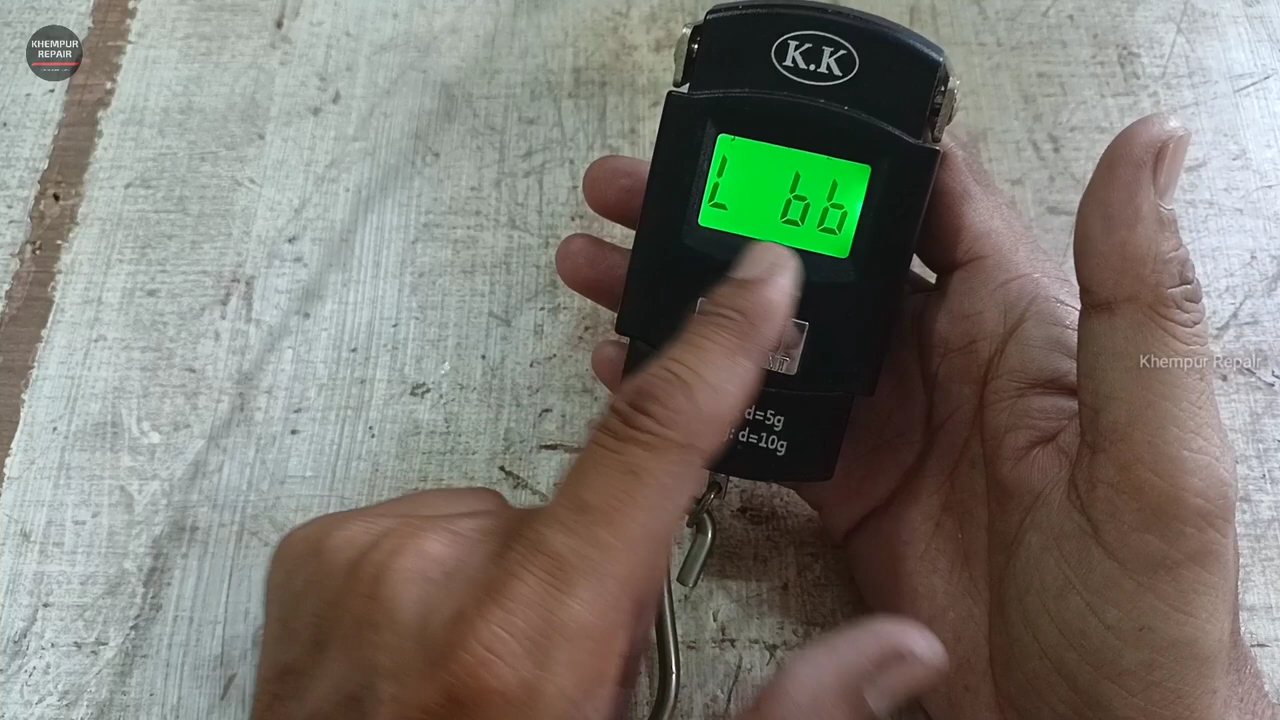 KHEMPUR
REPAIR
K.K
L bb
Khempur Repair
d=5g
: d=10g